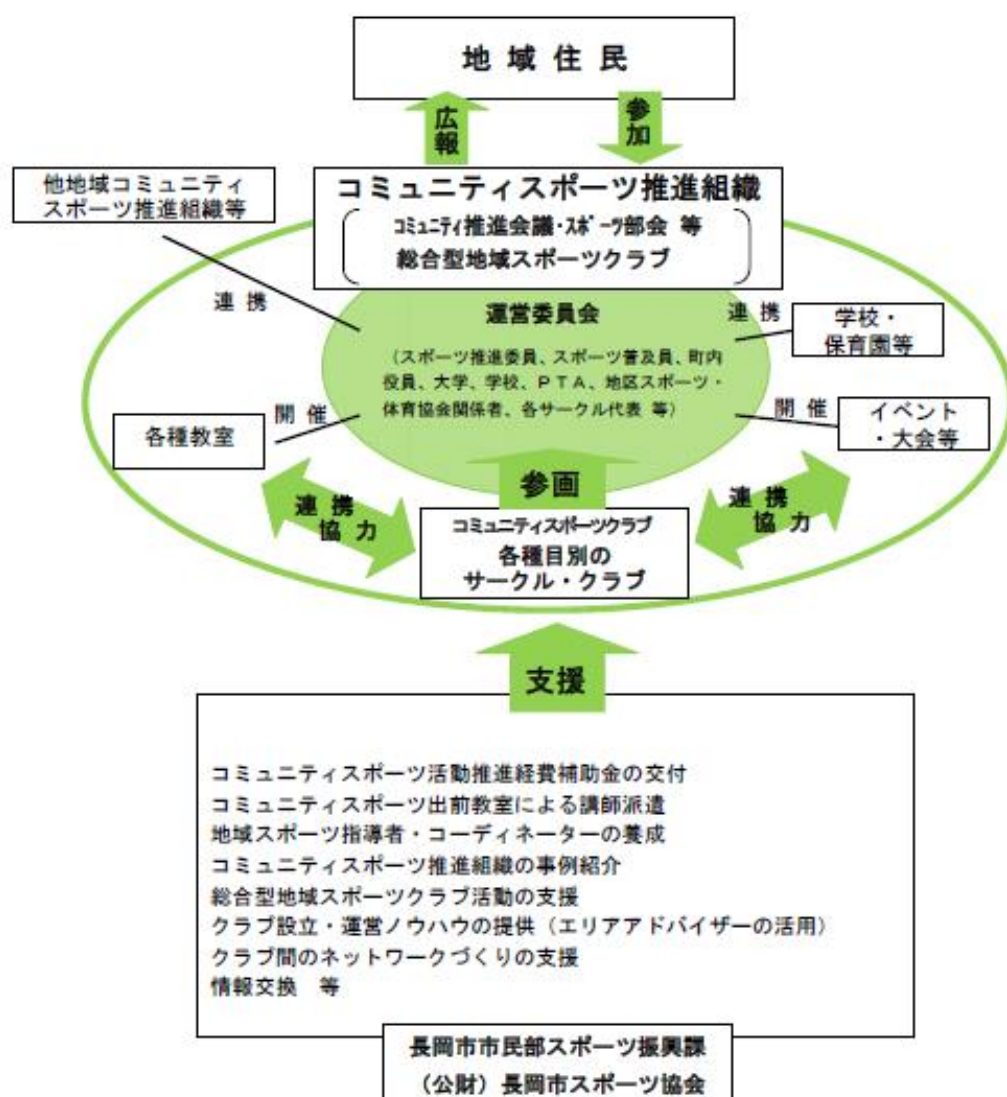 地域住民
広報
参加
他地域コミュニティ
スポーツ推進組織等
コミュニティスポーツ推進組織
コミュニティ推進会議・スポーツ部会 等
総合型地域スポーツクラブ
連携
運営委員会
連携
学校・
保育園等
(スポーツ推進委員、スポーツ普及員、町内
役員、大学、学校、PTA、地区スポーツ・
体育協会関係者、各サークル代表 等)
各種教室
開催
開催
イベント
・大会等
連携
協力
参画
連携
協力
コミュニティスポーツクラブ
各種目別の
サークル・クラブ
支援
コミュニティスポーツ活動推進経費補助金の交付
コミュニティスポーツ出前教室による講師派遣
地域スポーツ指導者・コーディネーターの養成
コミュニティスポーツ推進組織の事例紹介
総合型地域スポーツクラブ活動の支援
クラブ設立・運営ノウハウの提供(エリアアドバイザーの活用)
クラブ間のネットワークづくりの支援
情報交換 等
長岡市市民部スポーツ振興課
(公財)長岡市スポーツ協会